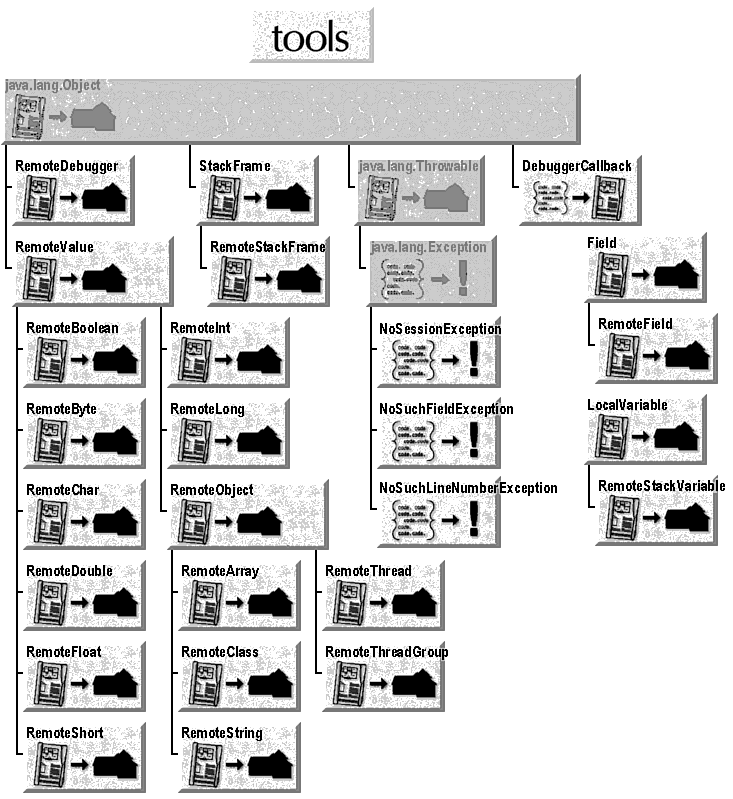 tools
java.lang.Object
RemoteDebugger
StackFrame
java.lang.Throwable
DebuggerCallback
RemoteValue
RemoteStackFrame
java.lang.Exception
Field
RemoteBoolean
RemoteInt
NoSessionException
RemoteField
RemoteByte
RemoteLong
NoSuchFieldException
LocalVariable
RemoteChar
RemoteObject
NoSuchLineNumberException
RemoteStackVariable
RemoteDouble
RemoteArray
RemoteThread
RemoteFloat
RemoteClass
RemoteThreadGroup
RemoteShort
RemoteString